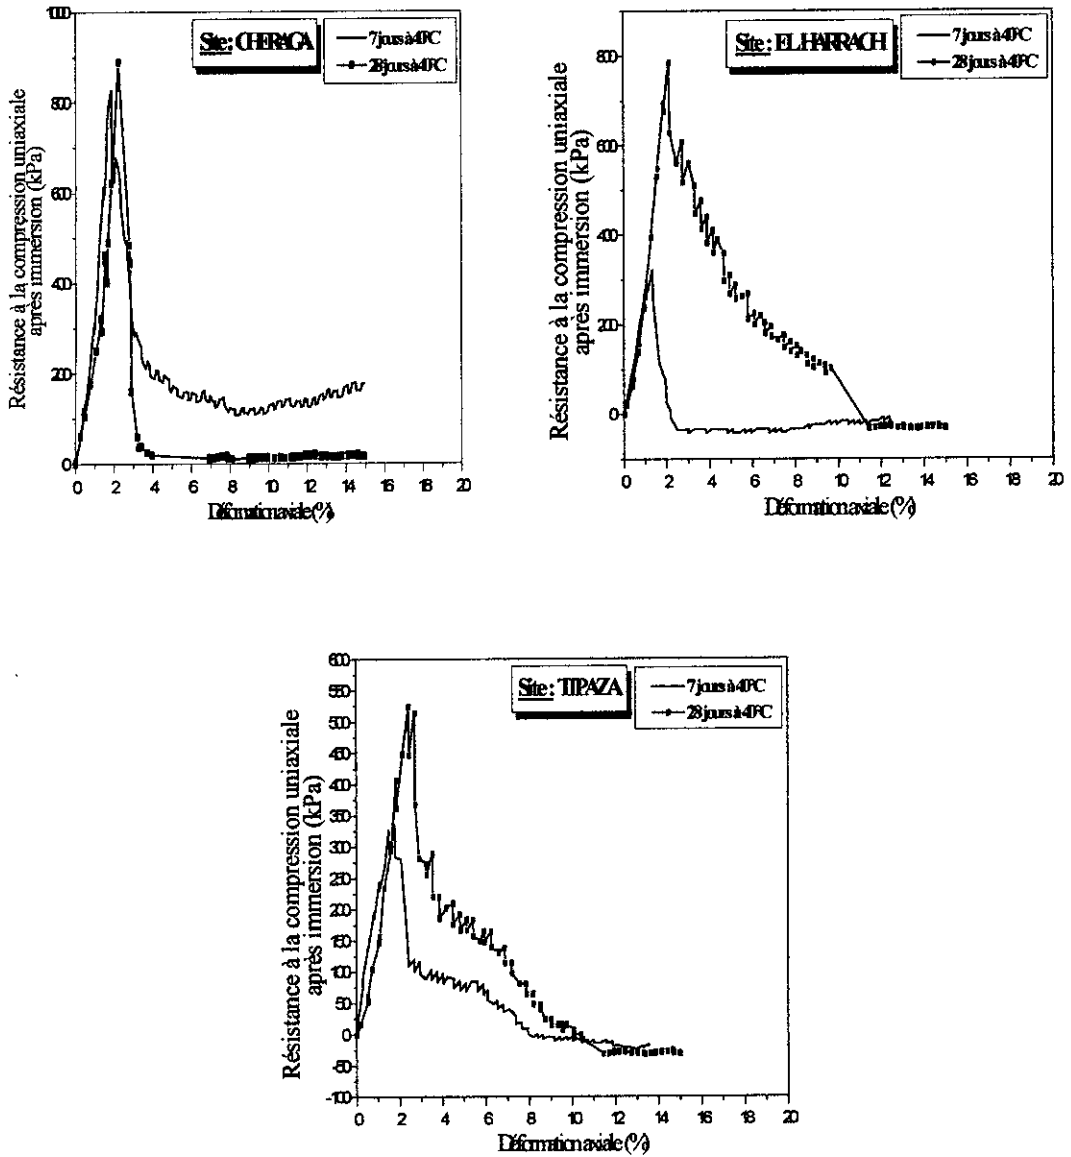 Site: CHERAGA
7 jours à 40°C
28 jours à 40°C
Résistance à la compression uniaxiale
après immersion (kPa)
1000
800
600
400
200
0
0 2 4 6 8 10 12 14 16 18 20
Déformation axiale (%)
Site: EL HARRACH
7 jours à 40°C
28 jours à 40°C
Résistance à la compression uniaxiale
après immersion (kPa)
800
600
400
200
0
0 2 4 6 8 10 12 14 16 18 20
Déformation axiale (%)
Site: TIPAZA
7 jours à 40°C
28 jours à 40°C
Résistance à la compression uniaxiale
après immersion (kPa)
600
550
500
450
400
350
300
250
200
150
100
50
0
-50
-100
0 2 4 6 8 10 12 14 16 18 20
Déformation axiale (%)